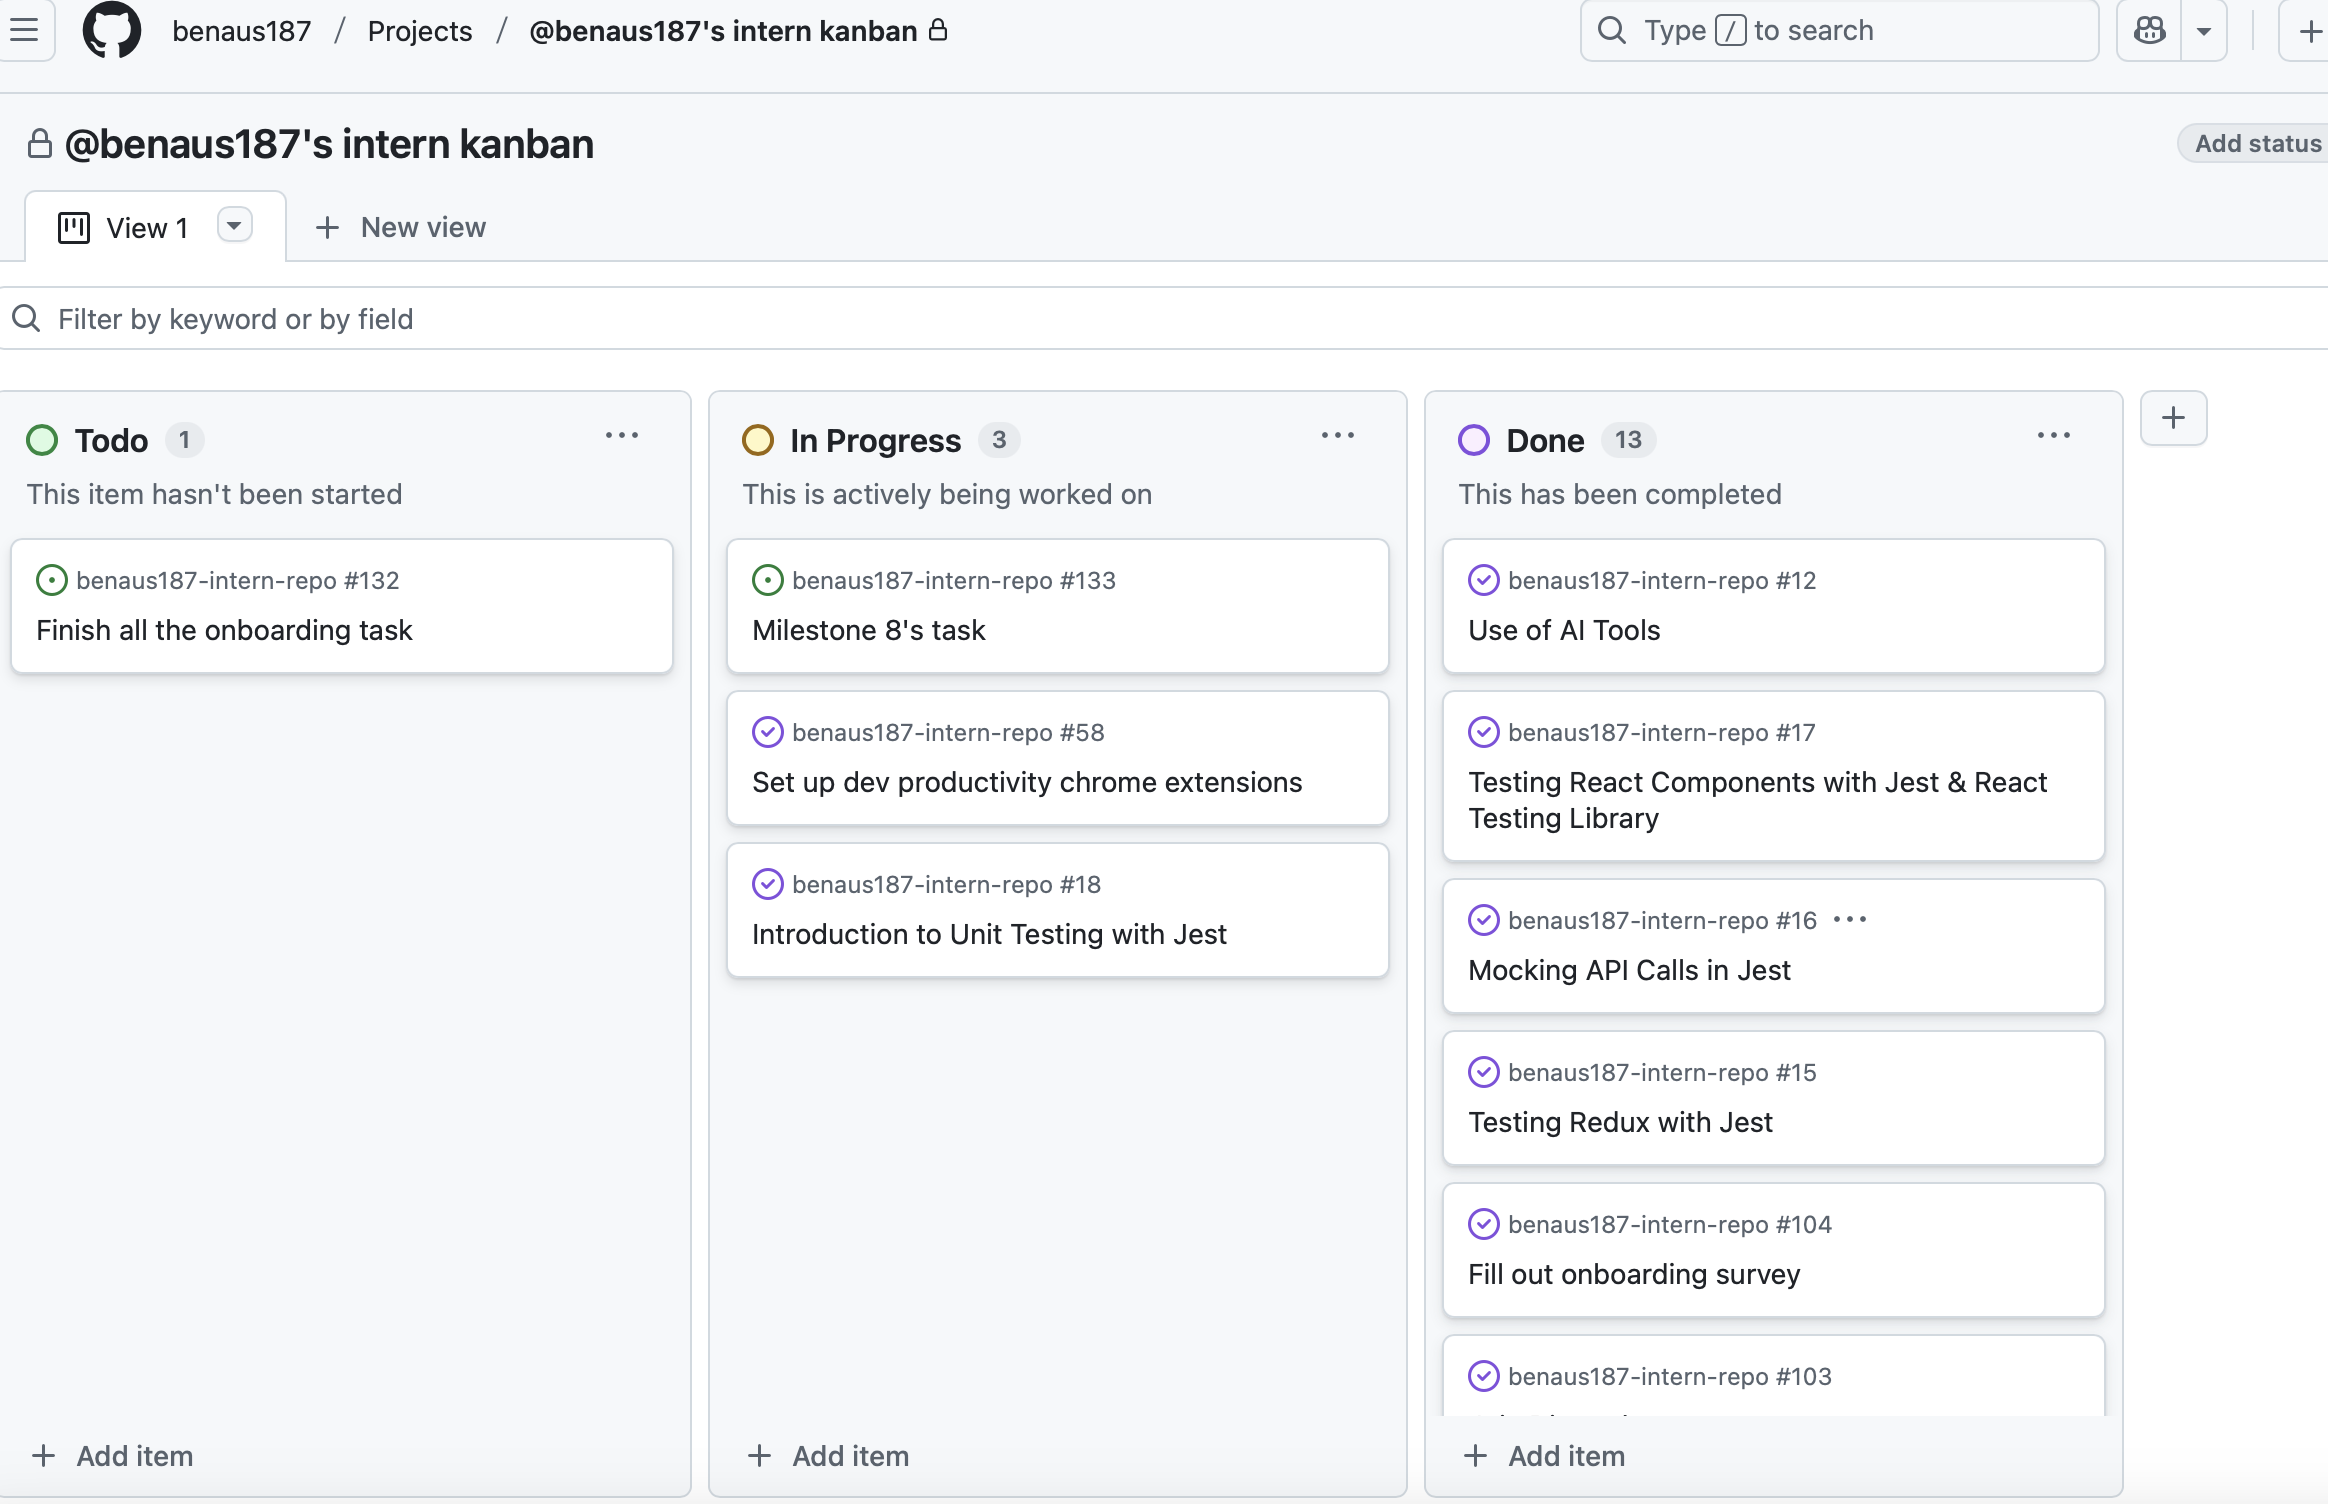 benaus187 / Projects / @benaus187's intern kanban
Type / to search
@benaus187's intern kanban
Add status
View 1
New view
Filter by keyword or by field
Todo 1
This item hasn't been started
benaus187-intern-repo #132
Finish all the onboarding task
Add item
In Progress 3
This is actively being worked on
benaus187-intern-repo #133
Milestone 8's task
benaus187-intern-repo #58
Set up dev productivity chrome extensions
benaus187-intern-repo #18
Introduction to Unit Testing with Jest
Add item
Done 13
This has been completed
benaus187-intern-repo #12
Use of AI Tools
benaus187-intern-repo #17
Testing React Components with Jest & React
Testing Library
benaus187-intern-repo #16
Mocking API Calls in Jest
benaus187-intern-repo #15
Testing Redux with Jest
benaus187-intern-repo #104
Fill out onboarding survey
benaus187-intern-repo #103
Add item